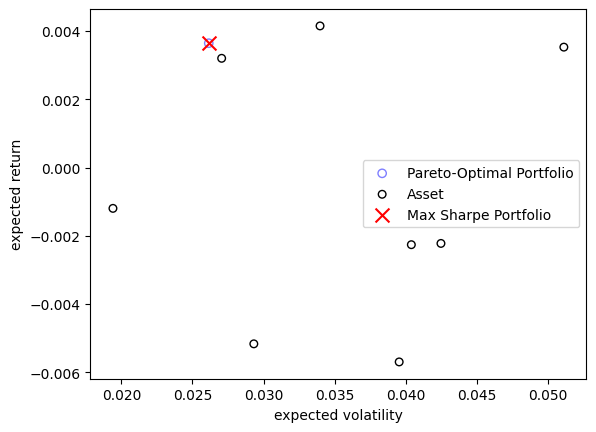 0.004
0.002
0.000
−0.002
−0.004
−0.006
expected return
Pareto-Optimal Portfolio
Asset
Max Sharpe Portfolio
0.020 0.025 0.030 0.035 0.040 0.045 0.050
expected volatility